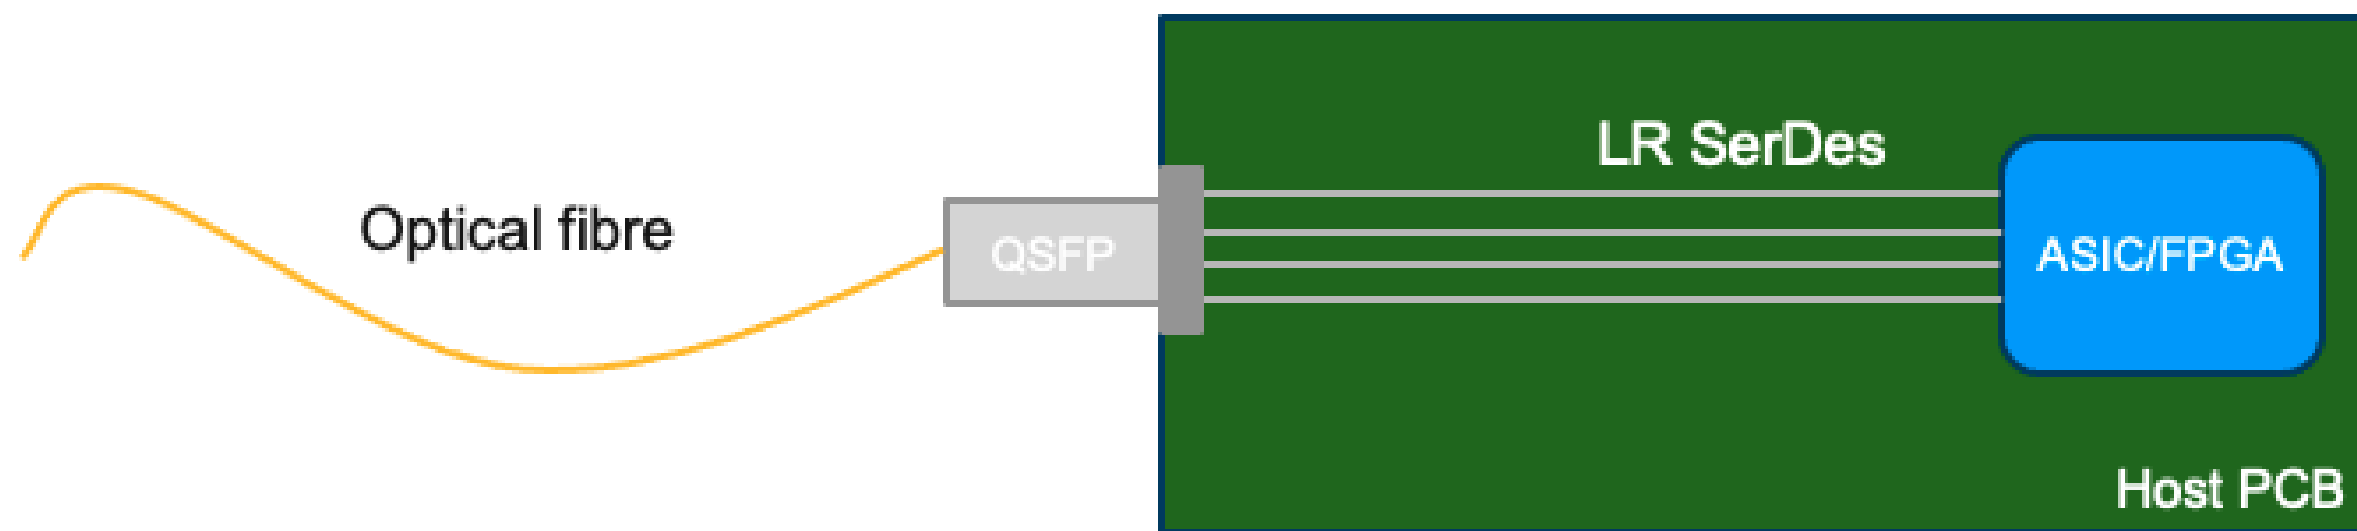 LR SerDes
Optical fibre
QSFP
ASIC/FPGA
Host PCB